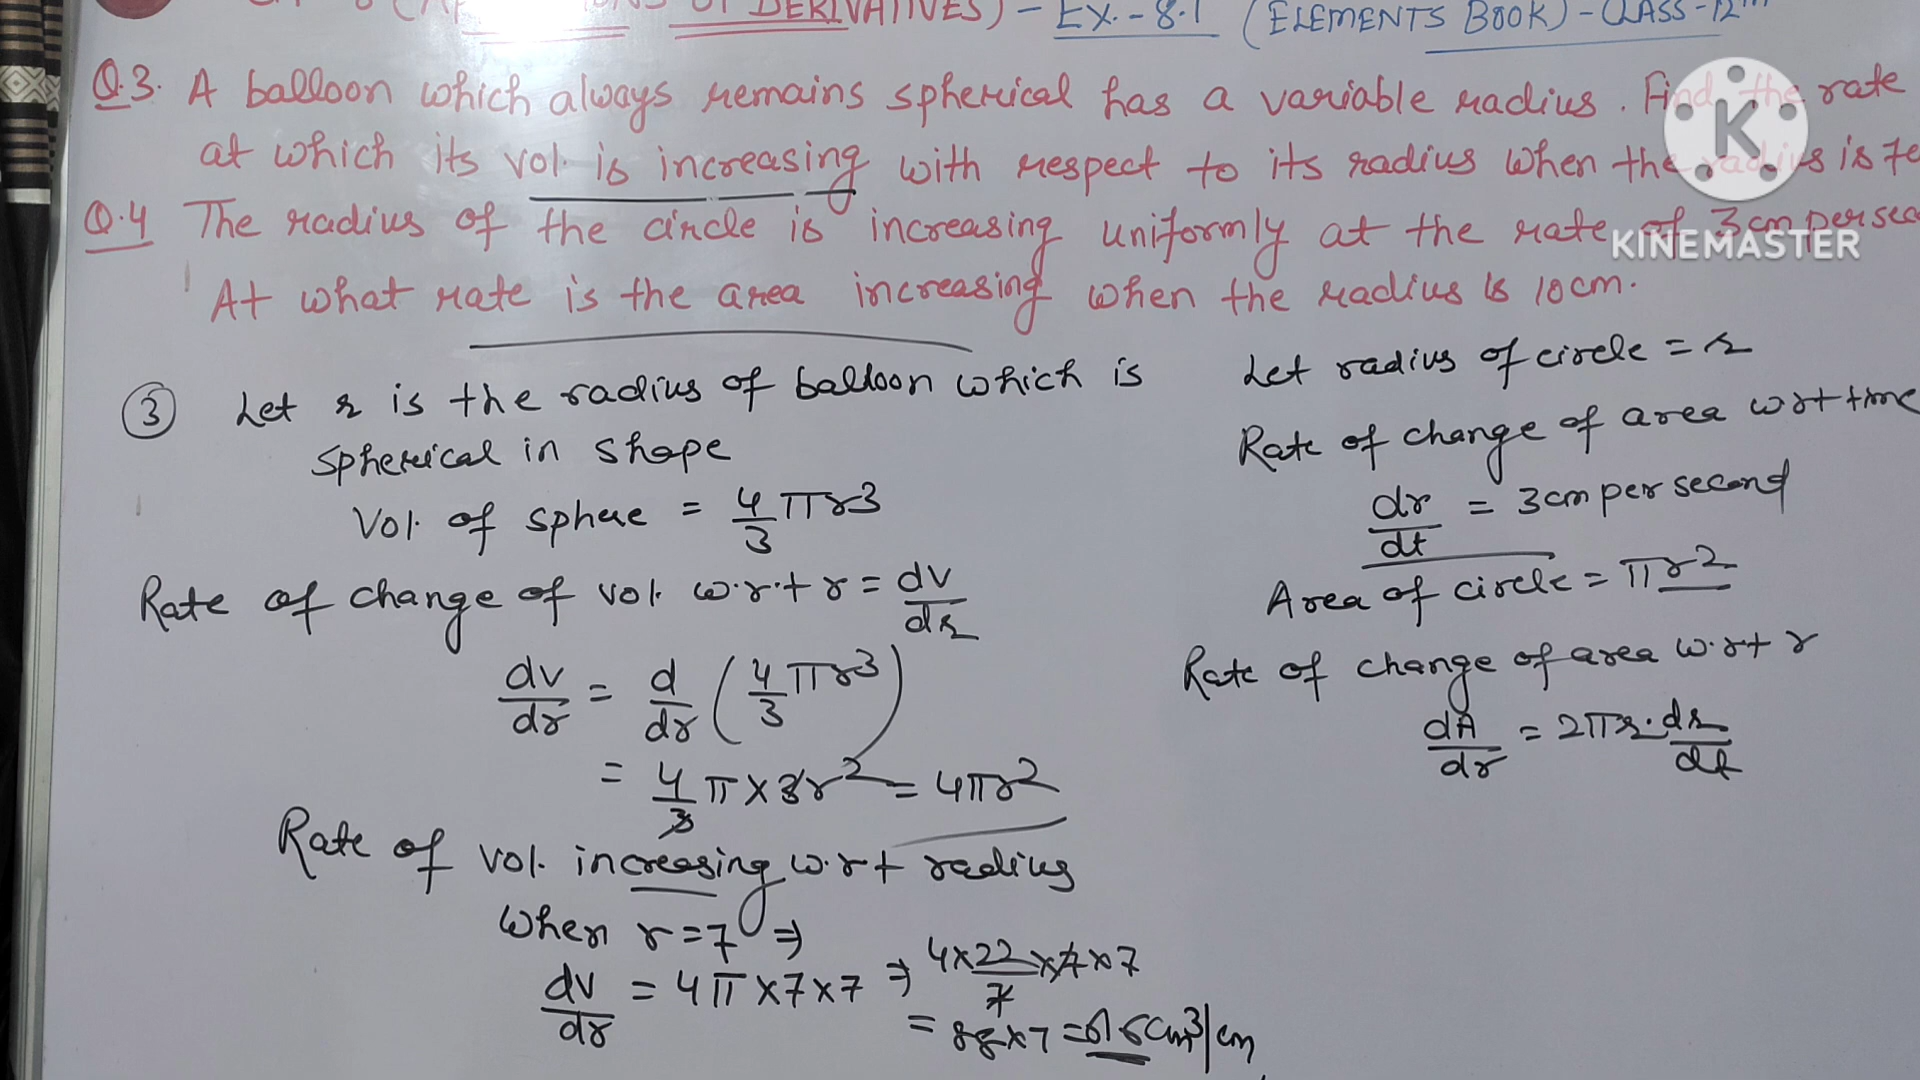 DERIVATIVES) - EX.-8.1 (ELEMENTS BOOK) - CLASS-12th
Q.3. A balloon which always remains spherical has a variable radius. Find the rate
at which its vol. is increasing with respect to its radius when the radius is 7
Q.4 The radius of the circle is increasing uniformly at the rate of 3cm per sec
At what rate is the area increasing when the radius is 10cm.
K
KINEMASTER
③ Let r is the radius of balloon which is
spherical in shape
Vol. of sphere = 4/3 πr3
Rate of change of vol. w.r.t r = dv/dr
dv/dr = d/dr (4/3 πr3)
= 4/3 π×3r2 = 4πr2
Rate of vol. increasing w.r.t radius
when r=7 ⇒
dv/dr = 4π×7×7 ⇒ 4×22/7 ×7×7
= 88×7 = 616cm3/cm
Let radius of circle = r
Rate of change of area w r t time
dr/dt = 3cm per second
Area of circle = πr2
Rate of change of area w.r.t r
dA/dr = 2πr.dr/dt